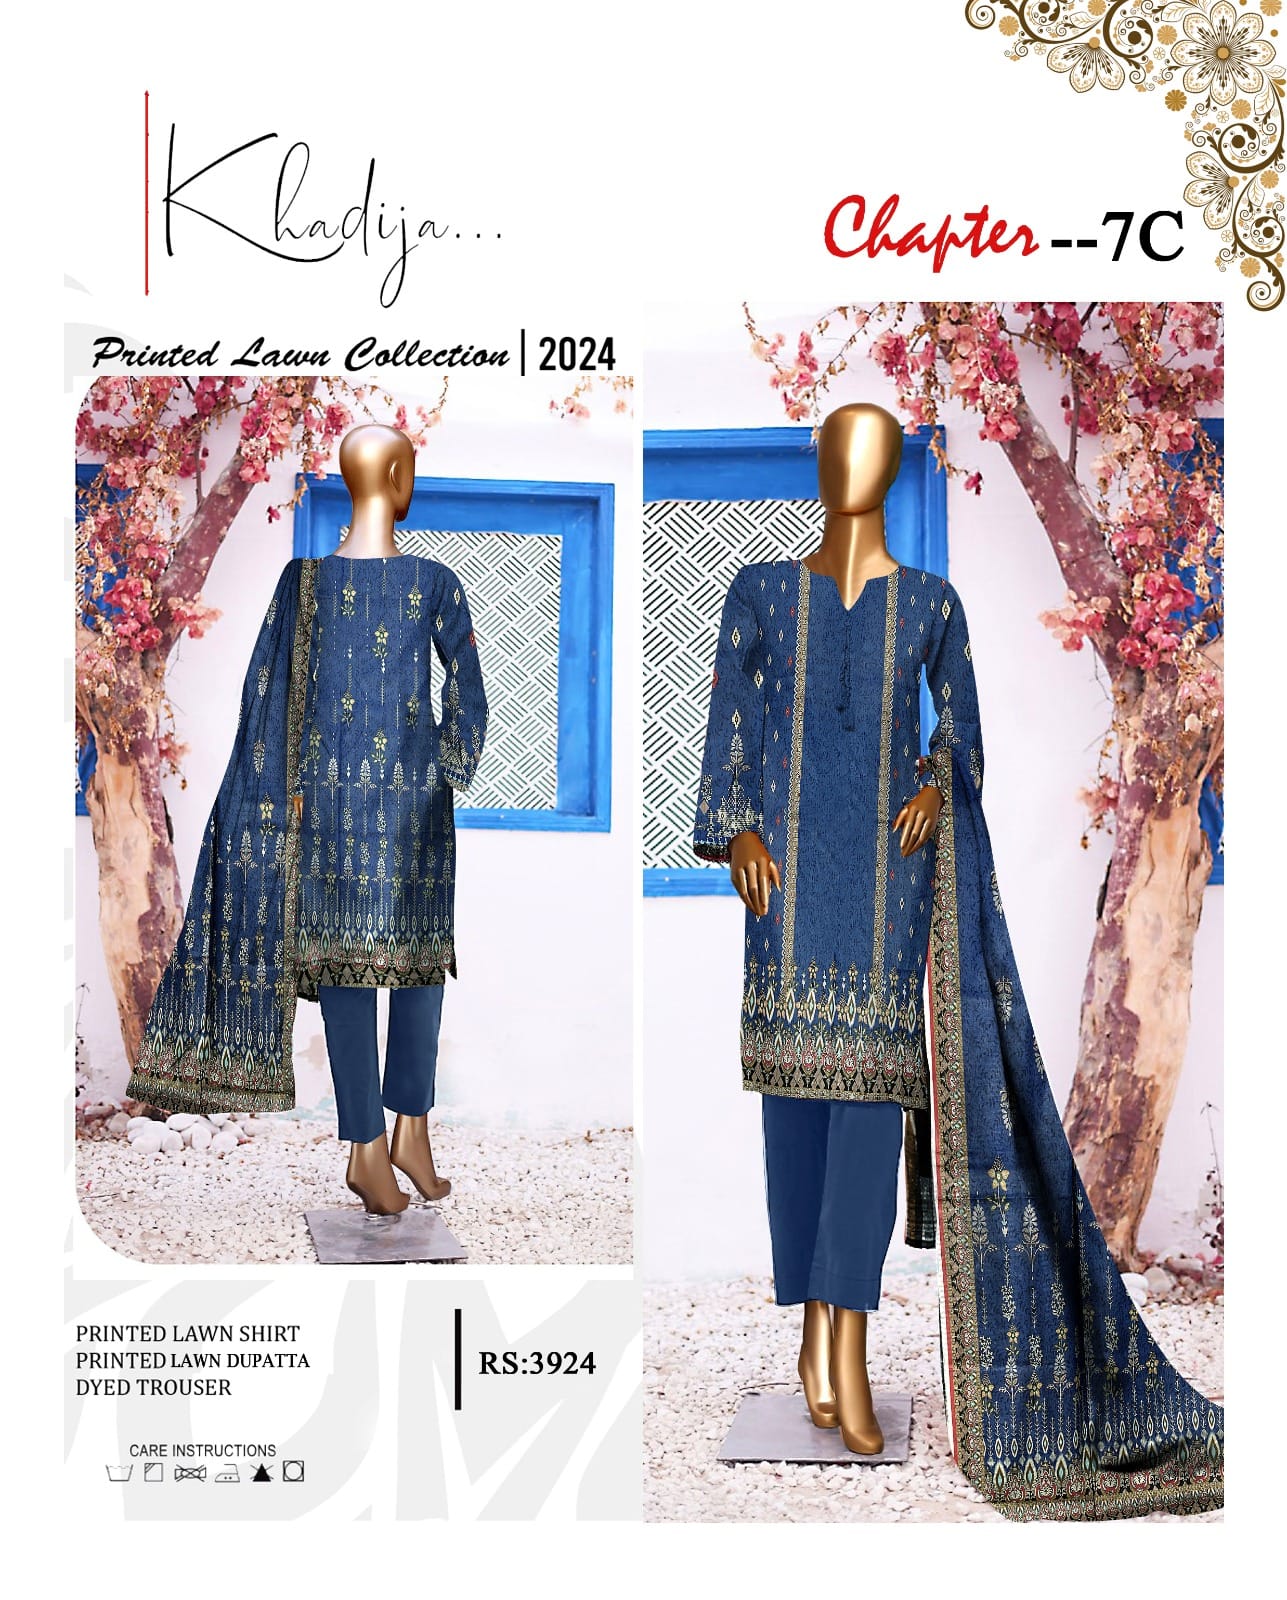 Khadija...
Chapter --7C
Printed Lawn Collection | 2024
PRINTED LAWN SHIRT
PRINTED LAWN DUPATTA
DYED TROUSER
RS:3924
CARE INSTRUCTIONS